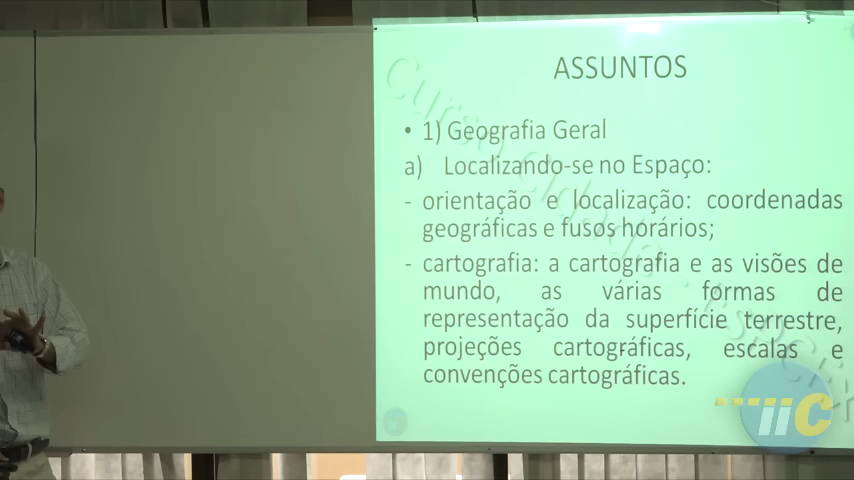 ASSUNTOS
• 1) Geografia Geral
a) Localizando-se no Espaço:
- orientação e localização: coordenadas
geográficas e fusos horários;
- cartografia: a cartografia e as visões de
mundo, as várias formas de
representação da superfície terrestre,
projeções cartográficas, escalas e
convenções cartográficas.
iiC